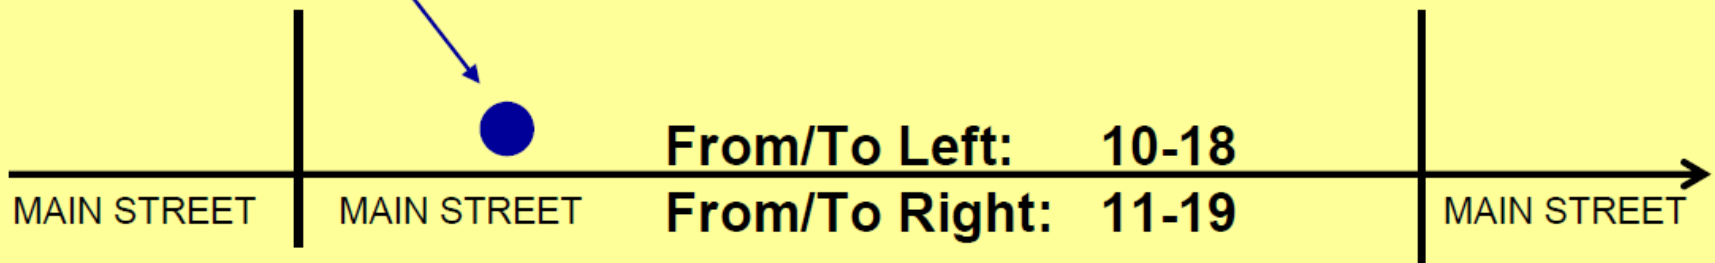 From/To Left: 10-18
MAIN STREET MAIN STREET From/To Right: 11-19 MAIN STREET